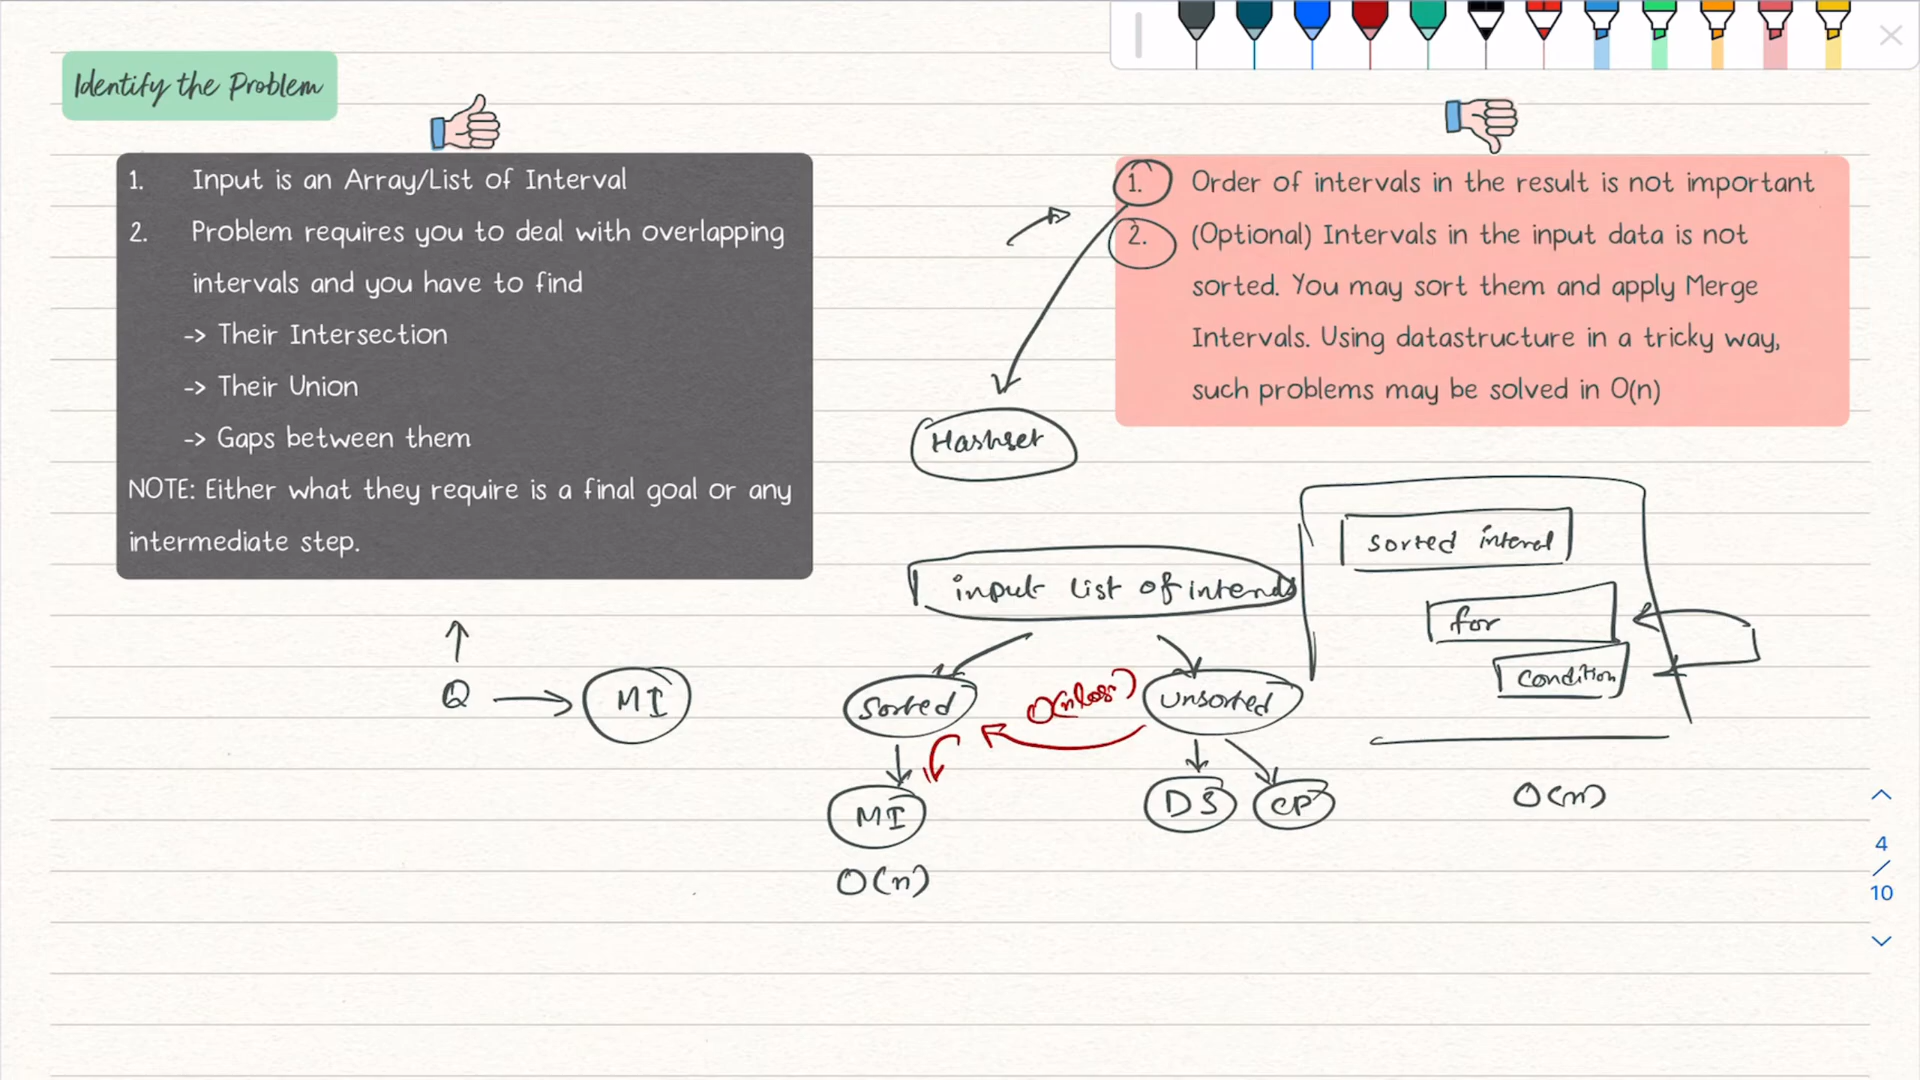 Identify the Problem
1. Input is an Array/List of Interval
2. Problem requires you to deal with overlapping
intervals and you have to find
-> Their Intersection
-> Their Union
-> Gaps between them
NOTE: Either what they require is a final goal or any
intermediate step.
1. Order of intervals in the result is not important
2. (Optional) Intervals in the input data is not
sorted. You may sort them and apply Merge
Intervals. Using datastructure in a tricky way,
such problems may be solved in O(n)
Hashset
input list of
sorted
for
condition
O(n)
Q
MI
Sorted
Unsorted
MI
DS
CP
O(n)
4
/
10